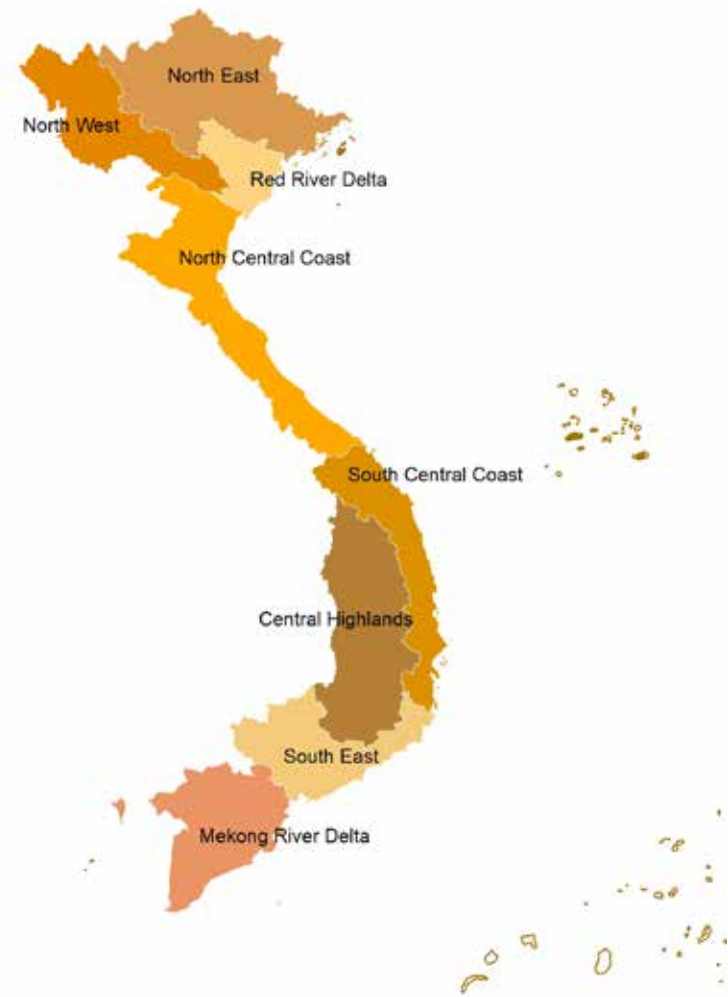 North East
North West
Red River Delta
North Central Coast
South Central Coast
Central Highlands
South East
Mekong River Delta